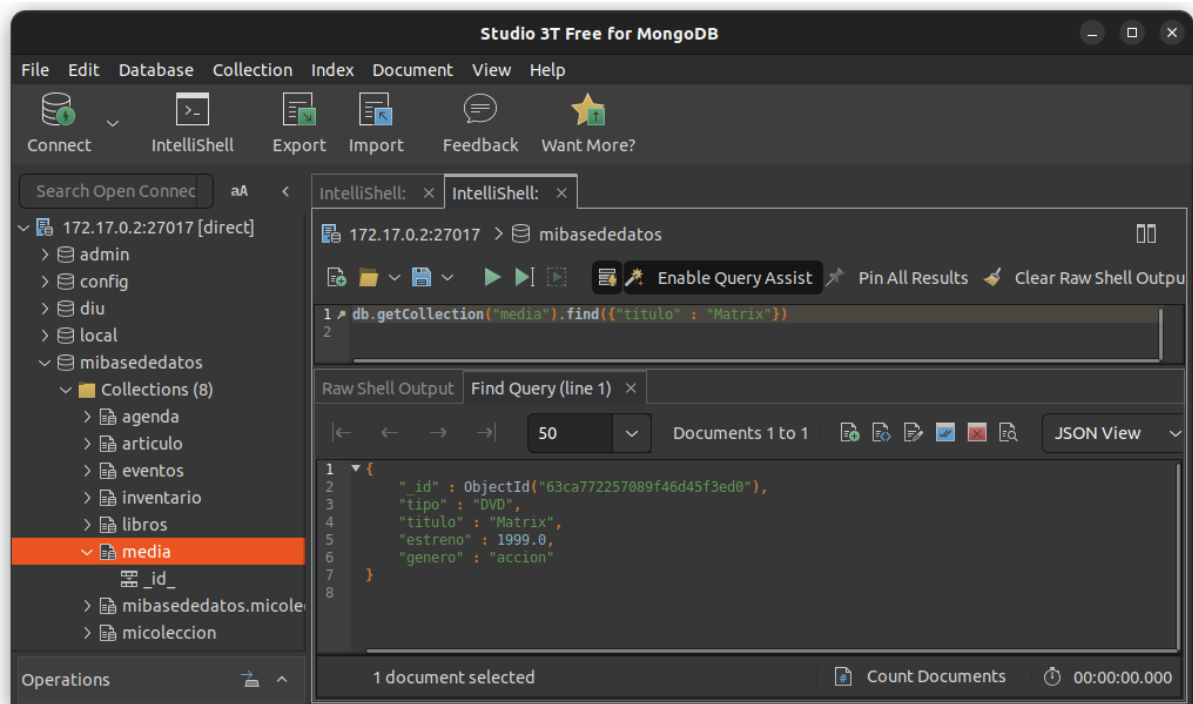 Studio 3T Free for MongoDB
File Edit Database Collection Index Document View Help
Connect IntelliShell Export Import Feedback Want More?
Search Open Connec aA
IntelliShell: × IntelliShell: ×
172.17.0.2:27017 [direct]
admin
config
diu
local
mibasededatos
Collections (8)
agenda
articulo
eventos
inventario
libros
media
_id_
mibasededatos.micole
micoleccion
Operations
172.17.0.2:27017 > mibasededatos
Enable Query Assist Pin All Results Clear Raw Shell Outpu
1 db.getCollection("media").find({"titulo" : "Matrix"})
2
Raw Shell Output Find Query (line 1) ×
50 Documents 1 to 1 JSON View
1 {
2 "_id" : ObjectId("63ca772257089f46d45f3ed0"),
3 "tipo" : "DVD",
4 "titulo" : "Matrix",
5 "estreno" : 1999.0,
6 "genero" : "accion"
7 }
8
1 document selected Count Documents 00:00:00.000